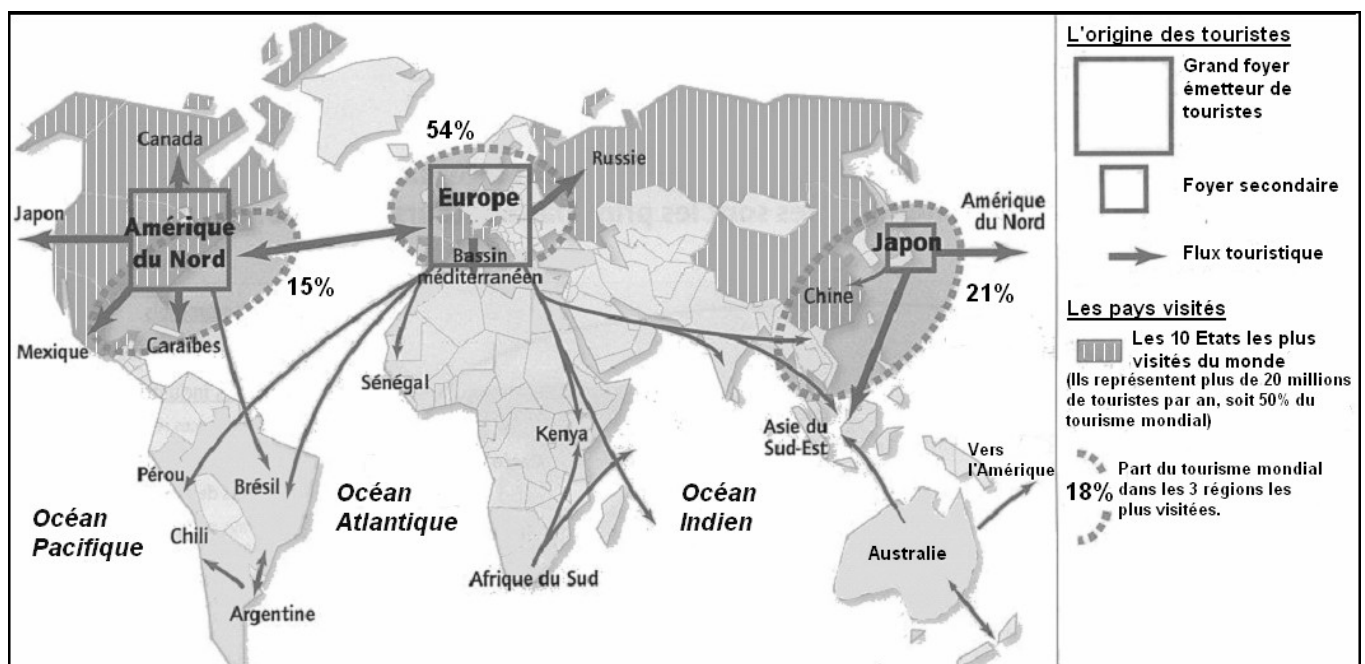 Canada
Japon
Amérique
du Nord
15%
Mexique
Caraïbes
54%
Europe
Bassin
méditerranéen
Russie
Amérique
du Nord
Japon
Chine
21%
Sénégal
Kenya
Asie du
Sud-Est
Vers
l'Amérique
Pérou
Brésil
Océan
Atlantique
Océan
Indien
Océan
Pacifique
Chili
Argentine
Afrique du Sud
Australie
L'origine des touristes
Grand foyer
émetteur de
touristes
Foyer secondaire
Flux touristique
Les pays visités
Les 10 Etats les plus
visités du monde
(Ils représentent plus de 20 millions
de touristes par an, soit 50% du
tourisme mondial)
18%
Part du tourisme mondial
dans les 3 régions les
plus visitées.